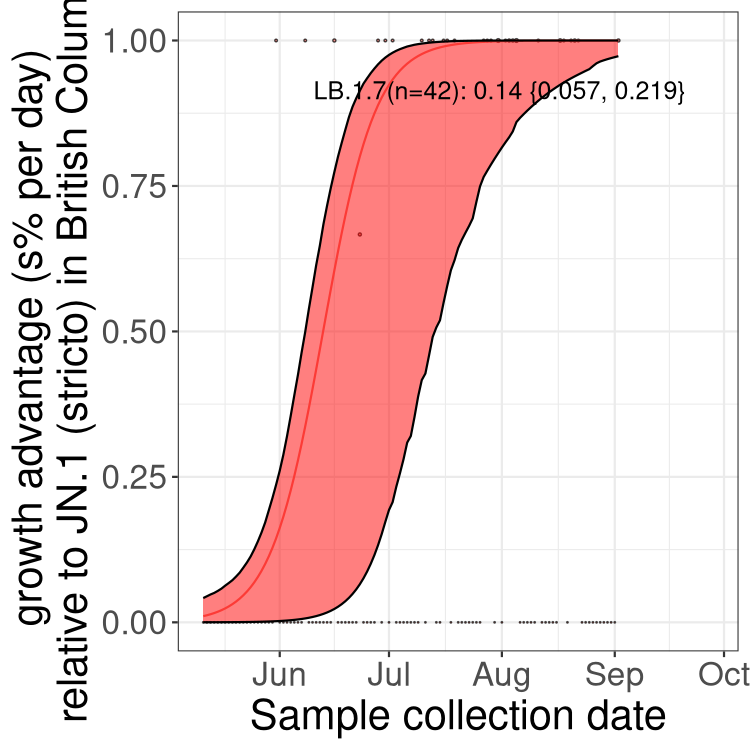 growth advantage (s% per day)
relative to JN.1 (stricto) in British Colum
1.00
0.75
0.50
0.25
0.00
LB.1.7(n=42): 0.14 {0.057, 0.219}
Jun Jul Aug Sep Oct
Sample collection date